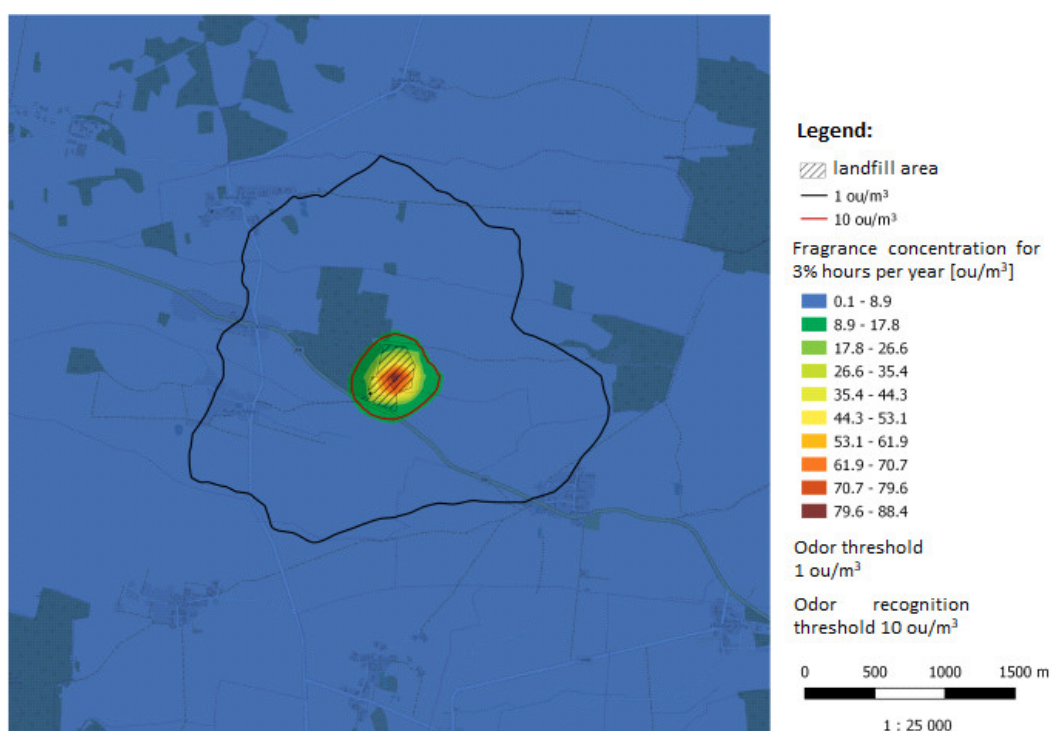 Legend:
landfill area
1 ou/m³
10 ou/m³
Fragrance concentration for
3% hours per year [ou/m³]
0.1 - 8.9
8.9 - 17.8
17.8 - 26.6
26.6 - 35.4
35.4 - 44.3
44.3 - 53.1
53.1 - 61.9
61.9 - 70.7
70.7 - 79.6
79.6 - 88.4
Odor threshold
1 ou/m³
Odor recognition
threshold 10 ou/m³
0 500 1000 1500 m
1 : 25 000